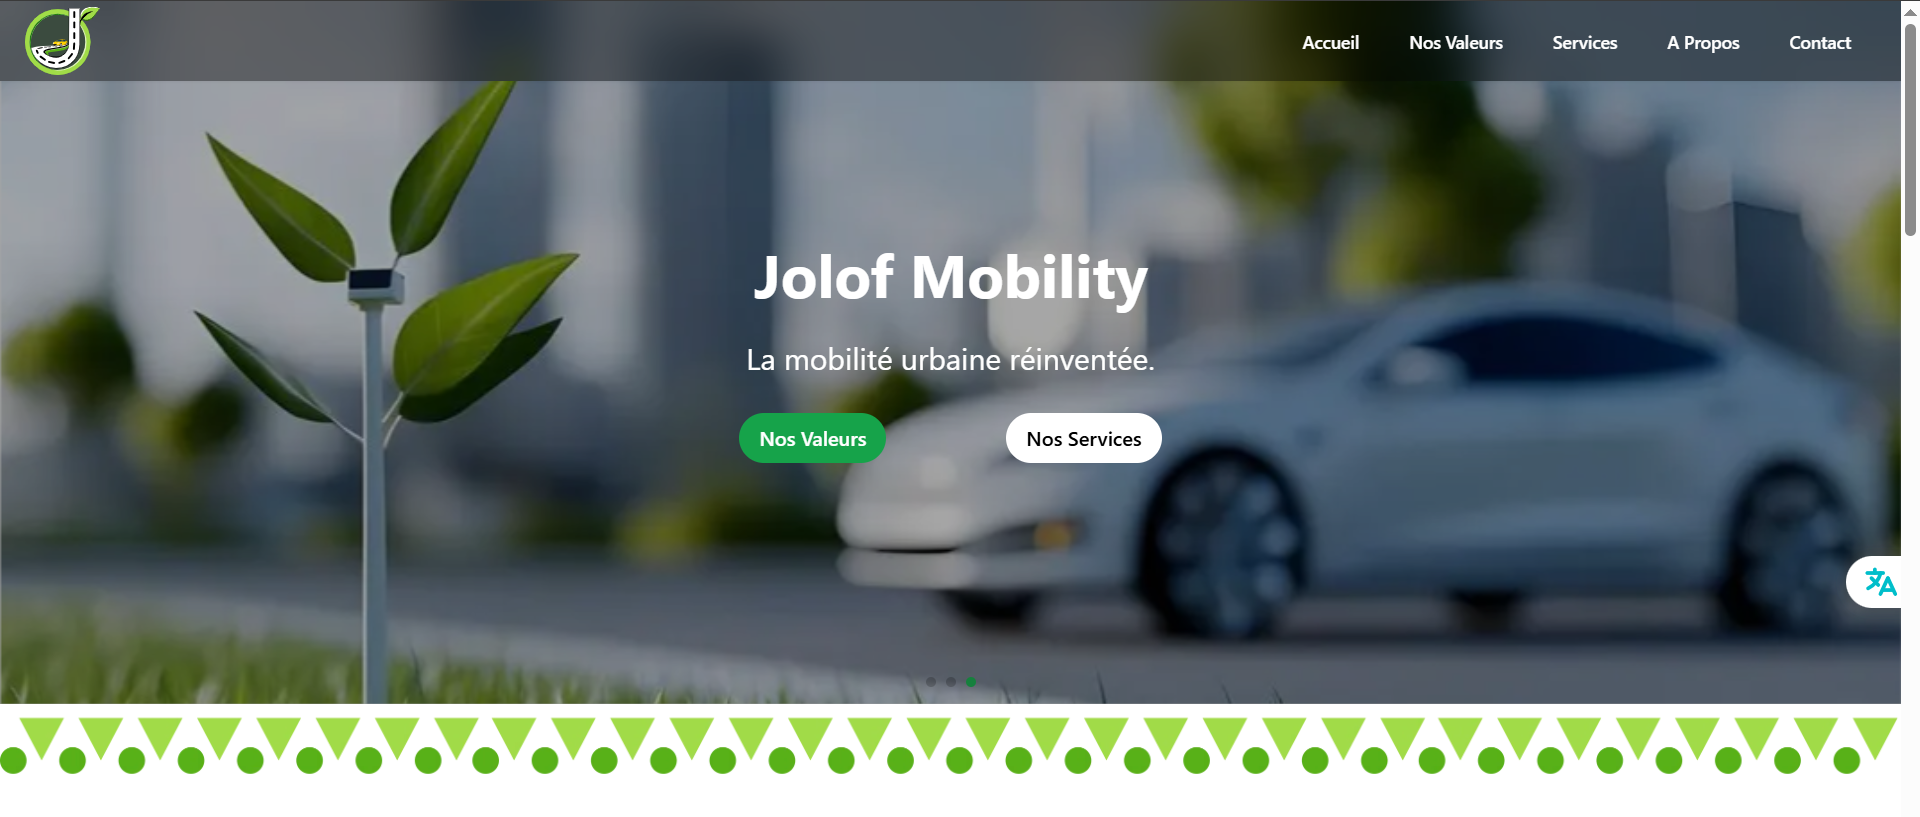 Accueil
Nos Valeurs
Services
A Propos
Contact
Jolof Mobility
La mobilité urbaine réinventée.
Nos Valeurs
Nos Services